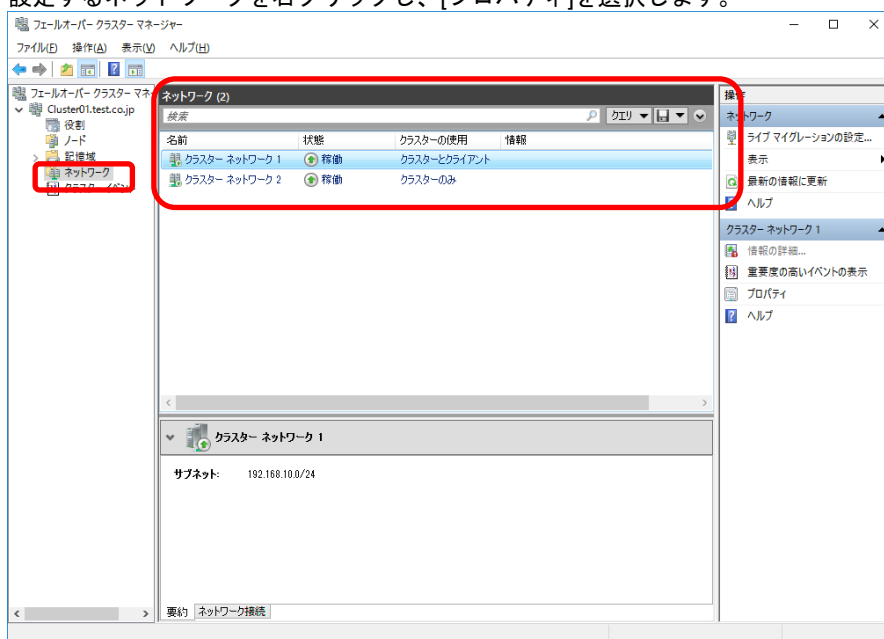 設定するネットワークを右クリックし、[プロパティ]を選択します。
フェールオーバー クラスター マネージャー
ファイル(F) 操作(A) 表示(V) ヘルプ(H)
フェールオーバー クラスター マネ
Cluster01.test.co.jp
役割
ノード
記憶域
ネットワーク
クラスター イベン
ネットワーク (2)
検索
クエリ
名前 状態 クラスターの使用 情報
クラスター ネットワーク 1 稼働 クラスターとクライアント
クラスター ネットワーク 2 稼働 クラスターのみ
クラスター ネットワーク 1
サブネット: 192.168.10.0/24
要約 ネットワーク接続
操作
ネットワーク
ライブ マイグレーションの設定...
表示
最新の情報に更新
ヘルプ
クラスター ネットワーク 1
情報の詳細...
重要度の高いイベントの表示
プロパティ
ヘルプ